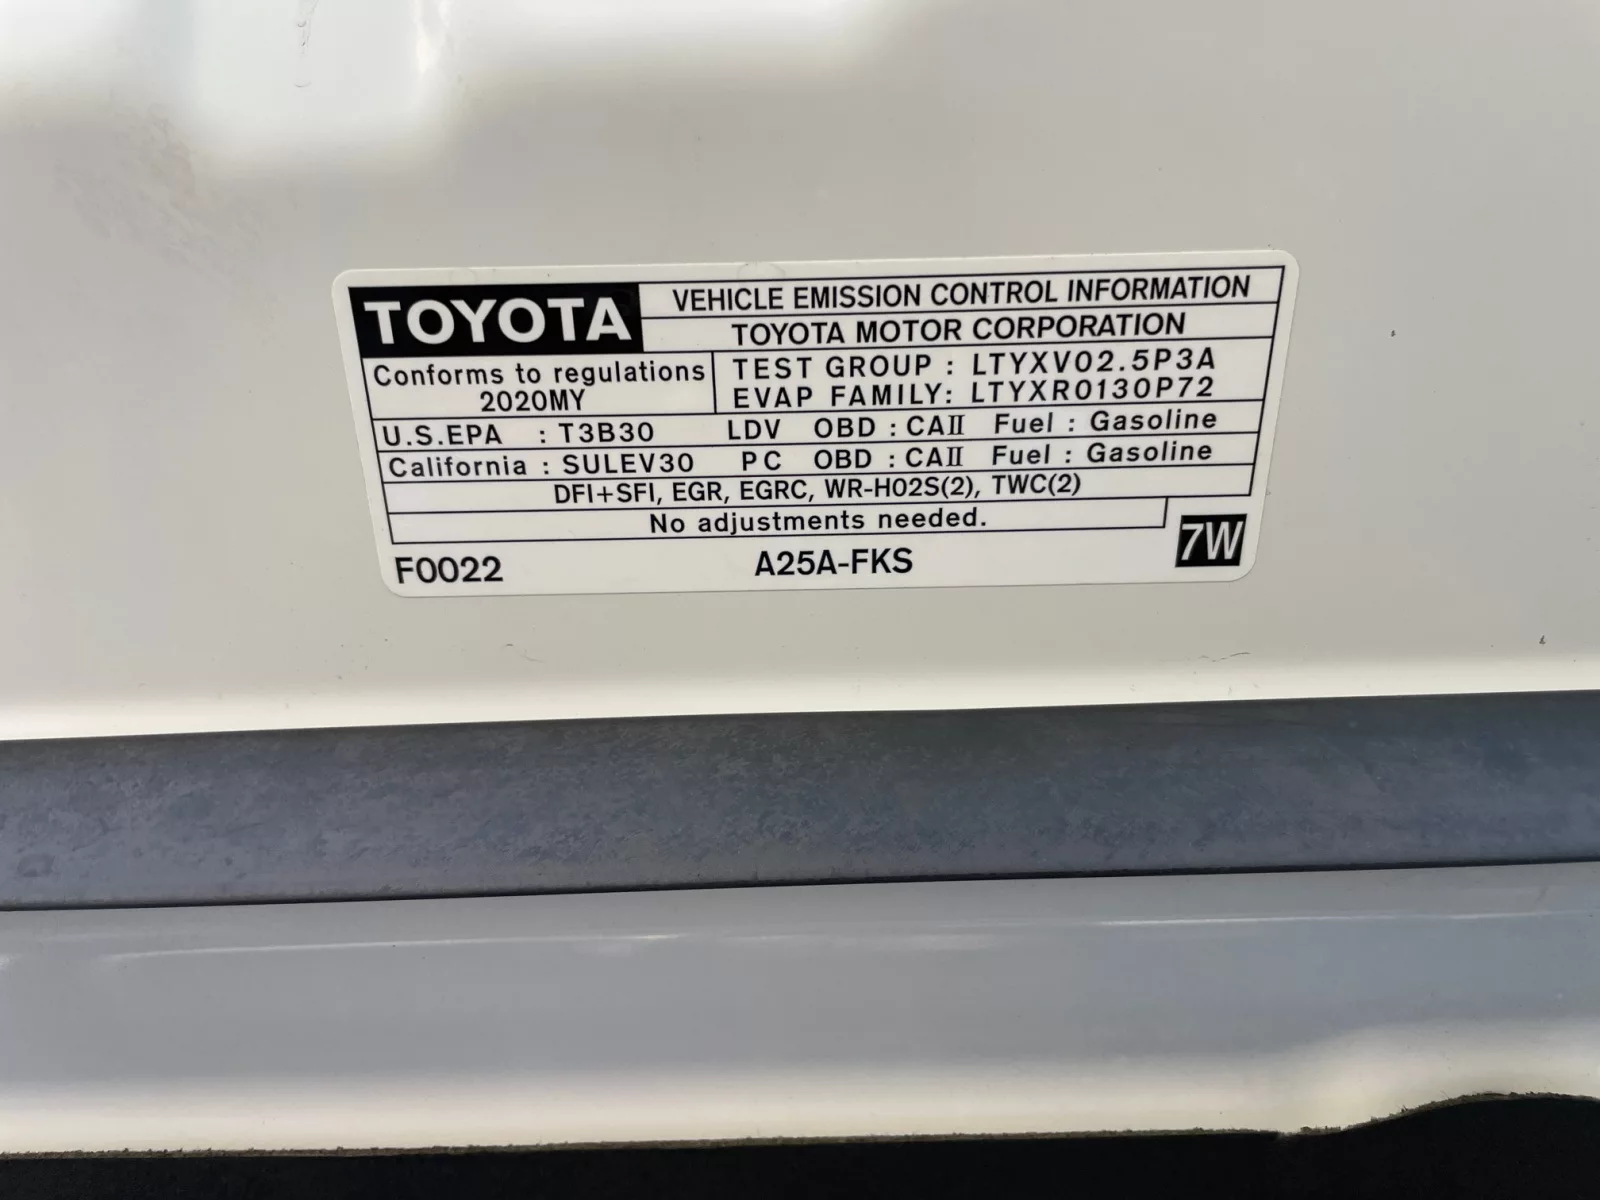 TOYOTA
VEHICLE EMISSION CONTROL INFORMATION
TOYOTA MOTOR CORPORATION
Conforms to regulations
2020MY
TEST GROUP : LTYXV02.5P3A
EVAP FAMILY: LTYXR0130P72
U.S.EPA : T3B30 LDV OBD : CAII Fuel : Gasoline
California : SULEV30 PC OBD : CAII Fuel : Gasoline
DFI+SFI, EGR, EGRC, WR-HO2S(2), TWC(2)
No adjustments needed.
F0022 A25A-FKS 7W